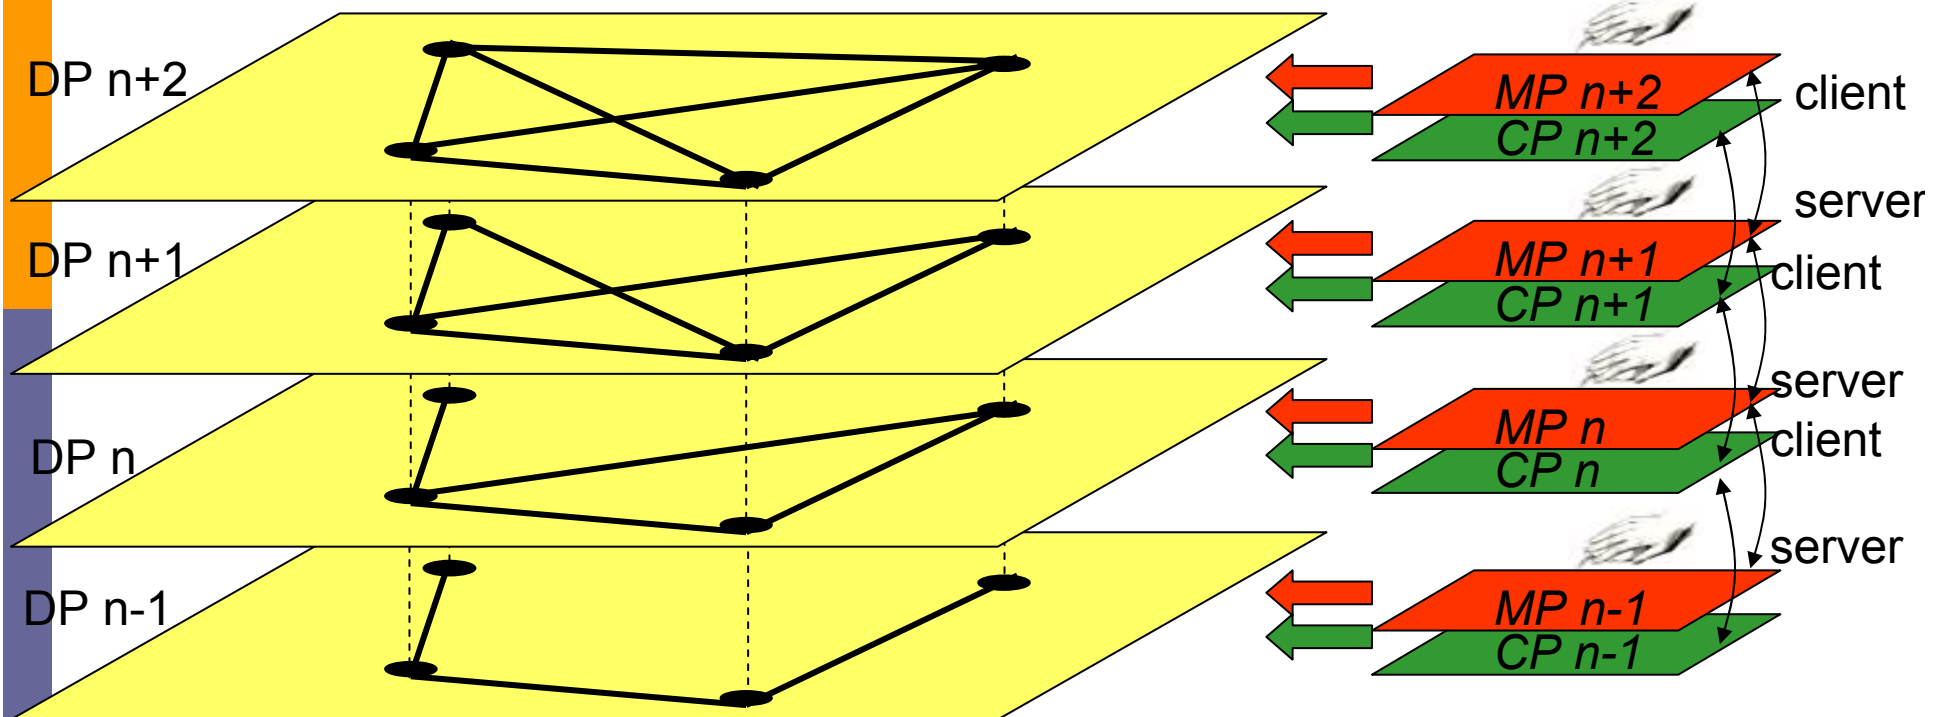 DP n+2
MP n+2
client
CP n+2
server
DP n+1
MP n+1
client
CP n+1
server
DP n
MP n
client
CP n
server
DP n-1
MP n-1
CP n-1